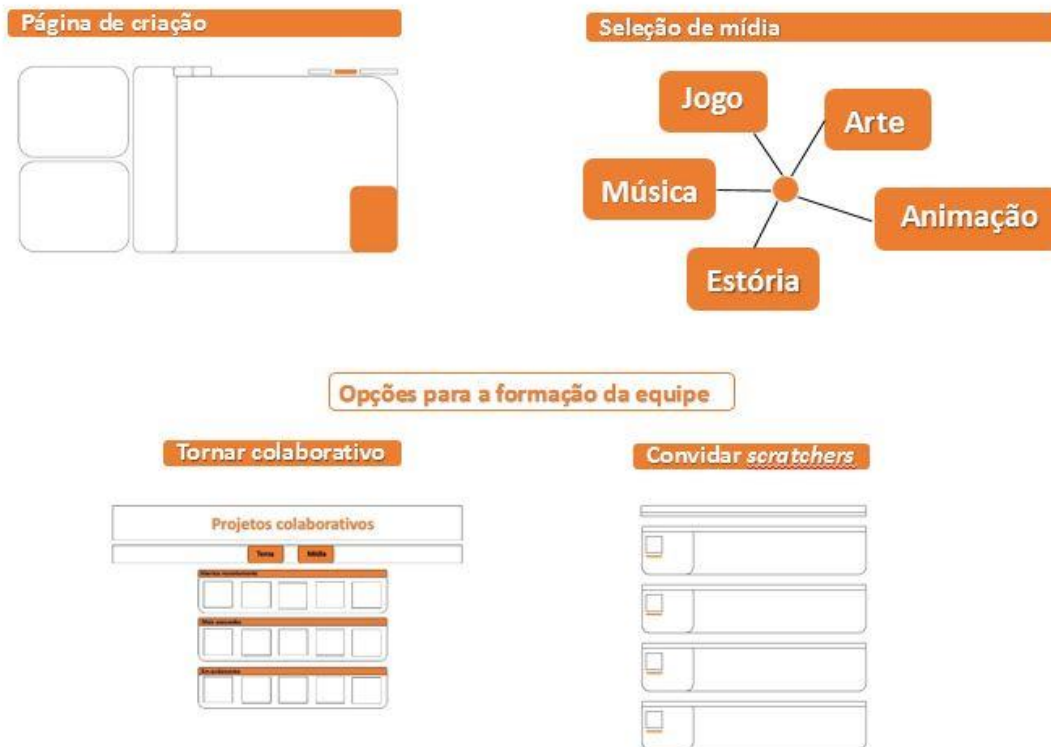 Página de criação
Seleção de mídia
Jogo
Arte
Música
Animação
Estória
Opções para a formação da equipe
Tornar colaborativo
Convidar scratchers
Projetos colaborativos
Tema
Mídia